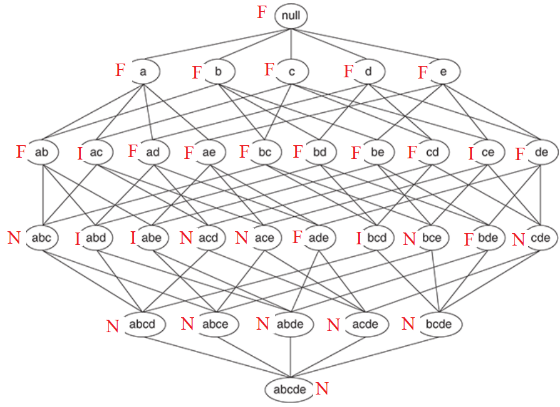 F null
F a F b F c F d F e
F ab I ac F ad F ae F bc F bd F be F cd I ce F de
N abc I abd I abe N acd N ace F ade I bcd N bce F bde N cde
N abcd N abce N abde N acde N bcde
abcde N